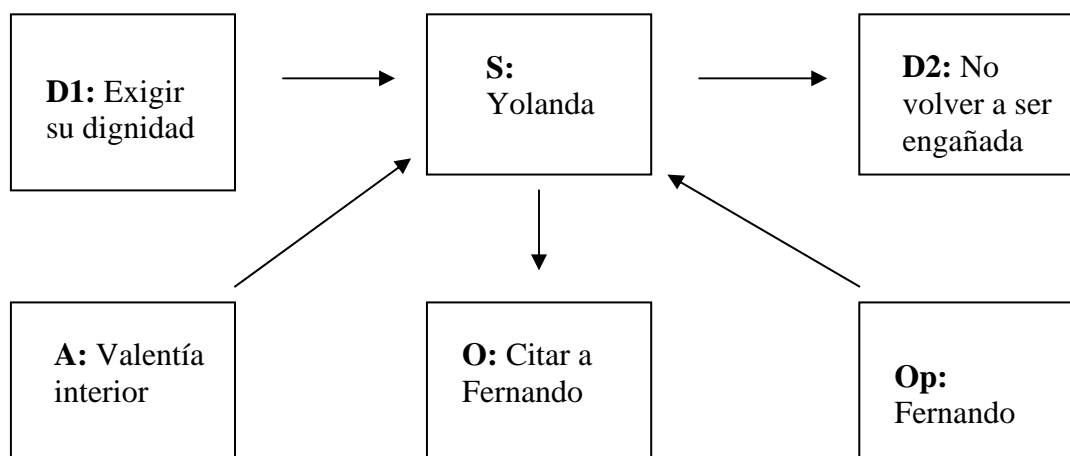 D1: Exigir
su dignidad
S:
Yolanda
D2: No
volver a ser
engañada
A: Valentía
interior
O: Citar a
Fernando
Op:
Fernando